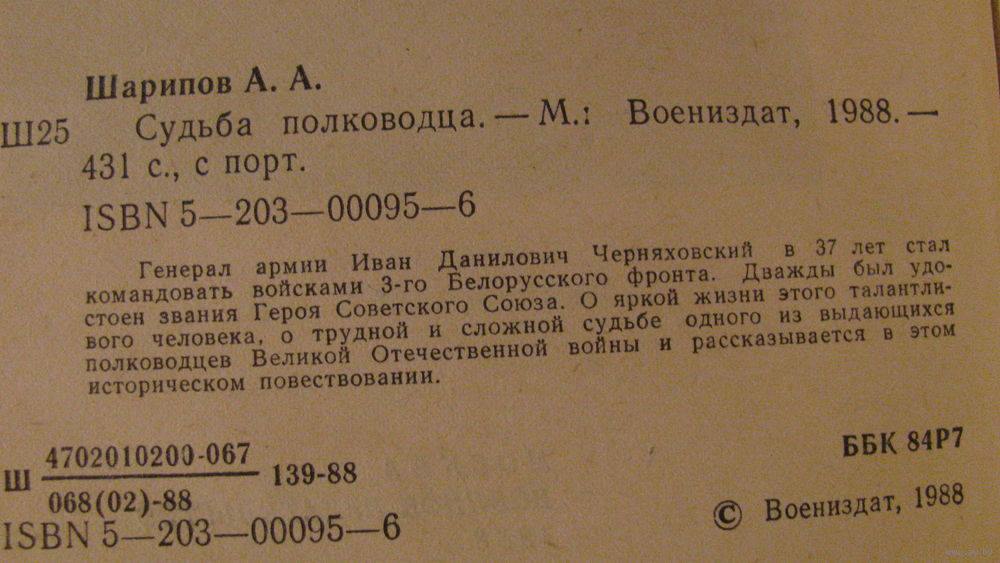 Шарипов А. А.
Ш25 Судьба полководца. — М.: Воениздат, 1988. —
431 с., с порт.
ISBN 5—203—00095—6
Генерал армии Иван Данилович Черняховский в 37 лет стал
командовать войсками 3-го Белорусского фронта. Дважды был удо-
стоен звания Героя Советского Союза. О яркой жизни этого талантли-
вого человека, о трудной и сложной судьбе одного из выдающихся
полководцев Великой Отечественной войны и рассказывается в этом
историческом повествовании.
Ш 4702010200-067
068(02)-88
139-88
ББК 84Р7
ISBN 5—203—00095—6
© Воениздат, 1988